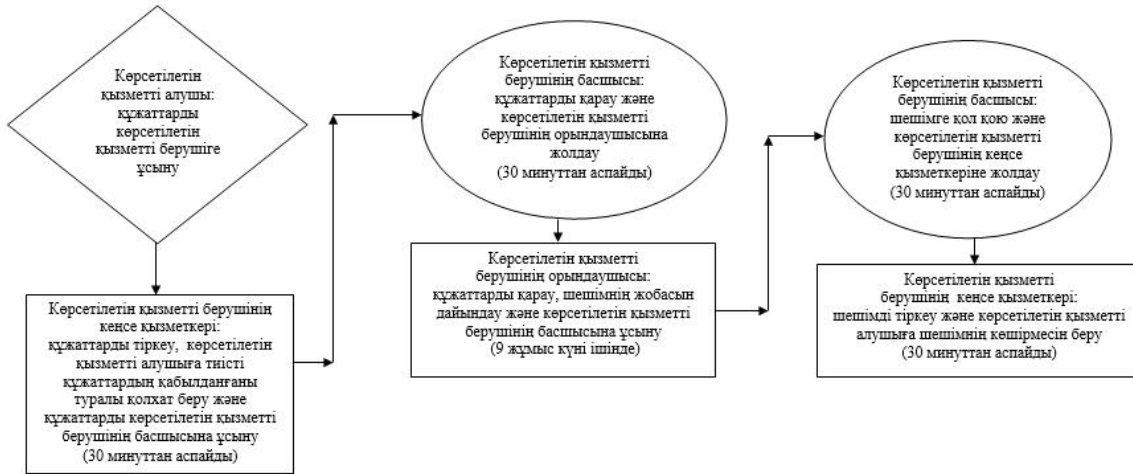 Көрсетілетін
қызметті алушы:
құжаттарды
көрсетілетін
қызметті берушіге
ұсыну
Көрсетілетін қызметті берушінің
кеңсе қызметкері:
құжаттарды тіркеу, көрсетілетін
қызметті алушыға тиісті
құжаттардың қабылданғаны
туралы қолхат беру және
құжаттарды көрсетілетін қызметті
берушінің басшысына ұсыну
(30 минуттан аспайды)
Көрсетілетін қызметті
берушінің басшысы:
құжаттарды қарау және
көрсетілетін қызметті
берушінің орындаушысына
жолдау
(30 минуттан аспайды)
Көрсетілетін қызметті
берушінің орындаушысы:
құжаттарды қарау, шешімнің жобасын
дайындау және көрсетілетін қызметті
берушінің басшысына ұсыну
(9 жұмыс күні ішінде)
Көрсетілетін қызметті
берушінің басшысы:
шешімге қол қою және
көрсетілетін қызметті
берушінің кеңсе
қызметкеріне жолдау
(30 минуттан аспайды)
Көрсетілетін қызметті
берушінің кеңсе қызметкері:
шешімді тіркеу және көрсетілетін қызметті
алушыға шешімнің көшірмесін беру
(30 минуттан аспайды)